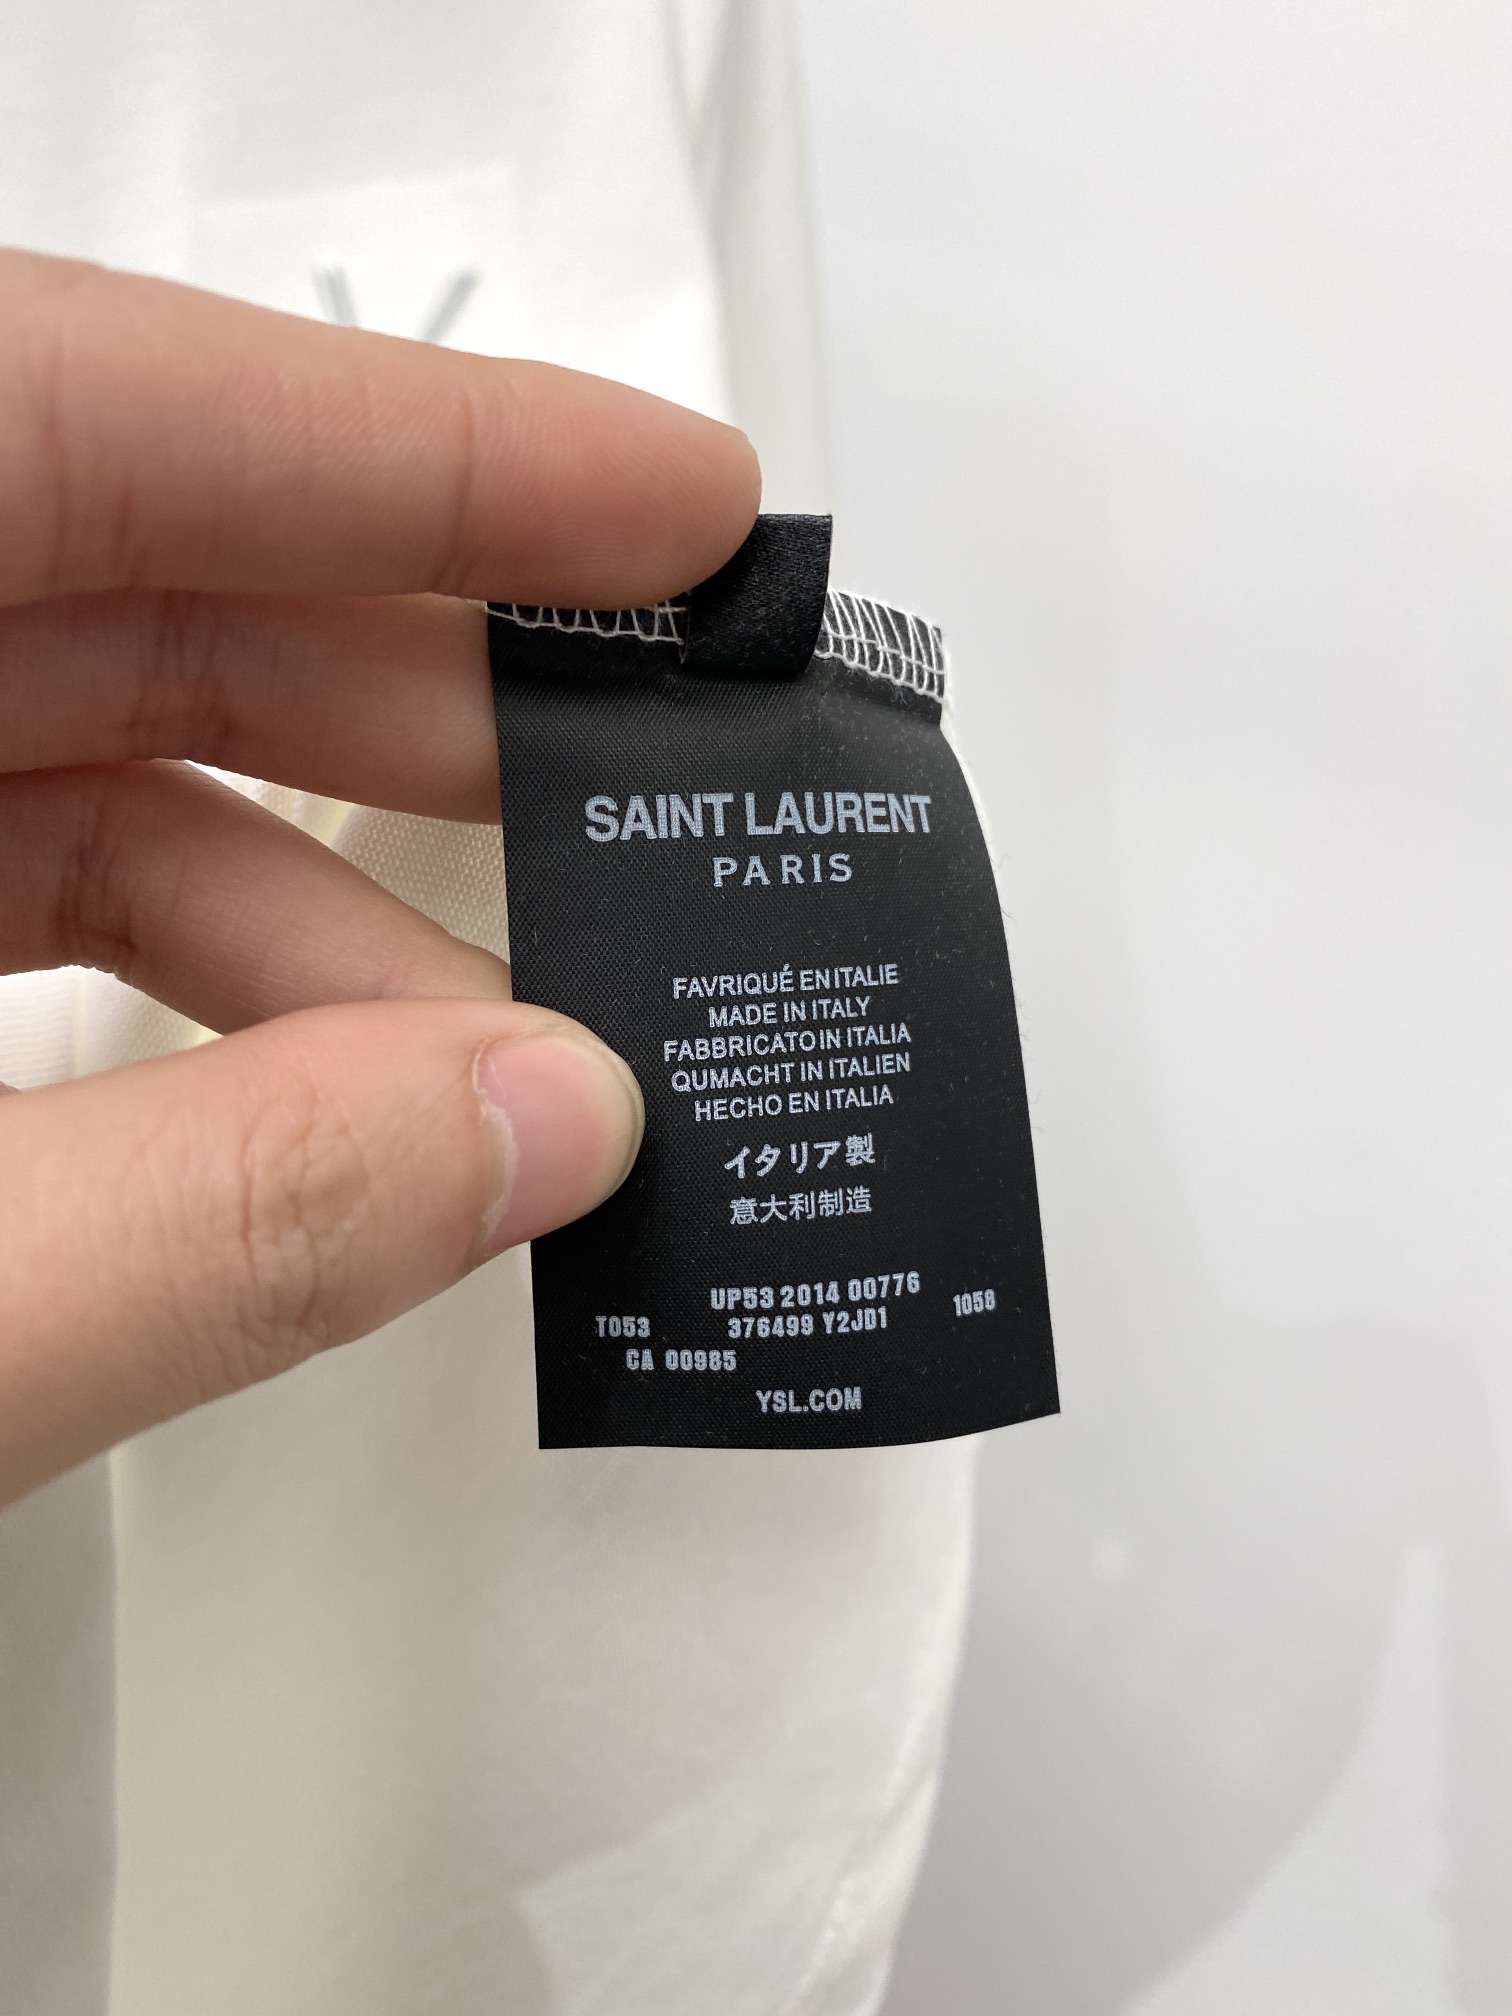 SAINT LAURENT
PARIS
FAVRIQUÉ EN ITALIE
MADE IN ITALY
FABBRICATO IN ITALIA
QUMACHT IN ITALIEN
HECHO EN ITALIA
イタリア製
意大利制造
UP53 2014 00776
T053 376499 Y2JD1 1058
CA 00985
YSL.COM